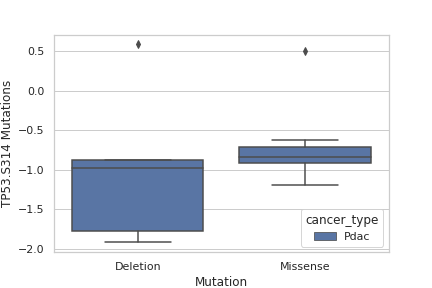 0.5
0.0
−0.5
−1.0
−1.5
−2.0
TP53.S314 Mutations
Deletion
Missense
Mutation
cancer_type
Pdac